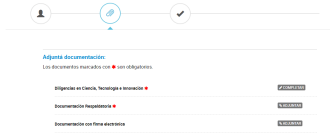 Adjuntá documentación:
Los documentos marcados con * son obligatorios.
Diligencias en Ciencia, Tecnología e Innovación * COMPLETAR
Documentación Respaldatoria * ADJUNTAR
Documentación con firma electrónica ADJUNTAR